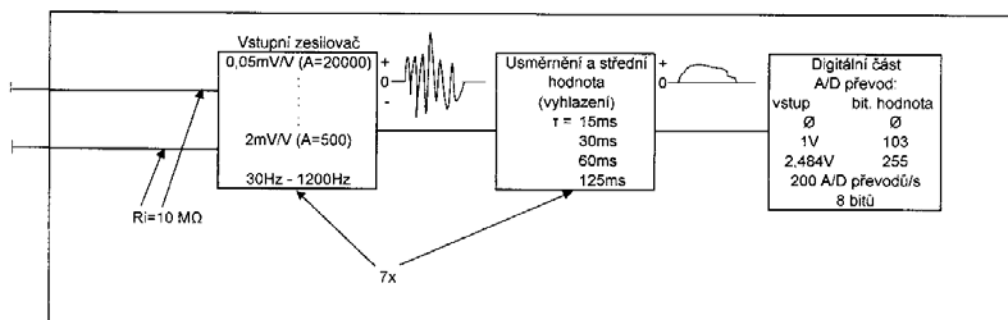 Vstupní zesilovač
0,05mV/V (A=20000)
2mV/V (A=500)
30Hz - 1200Hz
+
0
-
Usměrnění a střední
hodnota
(vyhlazení)
τ = 15ms
30ms
60ms
125ms
+
0
Digitální část
A/D převod:
vstup bit. hodnota
Ø Ø
1V 103
2,484V 255
200 A/D převodů/s
8 bitů
Ri=10 MΩ
7x